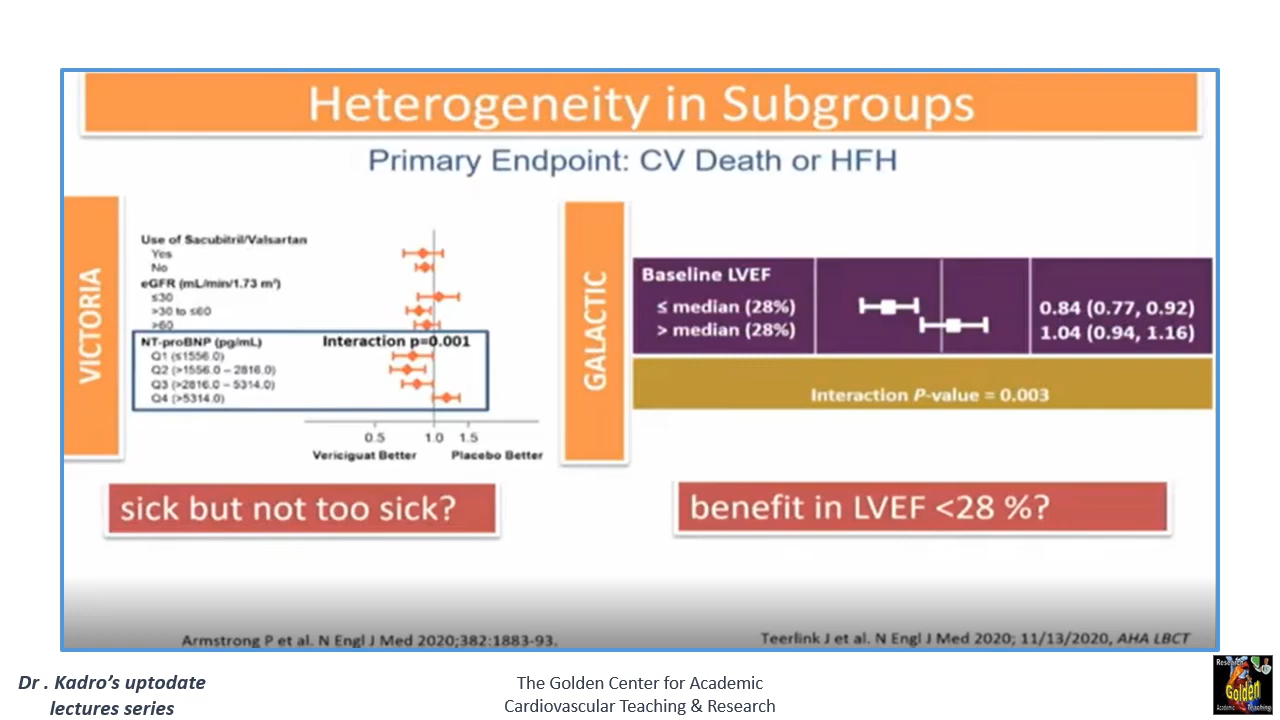 Heterogeneity in Subgroups
Primary Endpoint: CV Death or HFH
VICTORIA
Use of Sacubitril/Valsartan
Yes
No
eGFR (mL/min/1.73 m²)
≤30
>30 to ≤60
>60
NT-proBNP (pg/mL)
Interaction p=0.001
Q1 (≤1556.0)
Q2 (>1556.0 – 2816.0)
Q3 (>2816.0 – 5314.0)
Q4 (>5314.0)
0.5 1.0 1.5
Vericiguat Better Placebo Better
sick but not too sick?
GALACTIC
Baseline LVEF
≤ median (28%) 0.84 (0.77, 0.92)
> median (28%) 1.04 (0.94, 1.16)
Interaction P-value = 0.003
benefit in LVEF <28 %?
Armstrong P et al. N Engl J Med 2020;382:1883-93.
Teerlink J et al. N Engl J Med 2020; 11/13/2020, AHA LBCT
Dr . Kadro's uptodate
lectures series
The Golden Center for Academic
Cardiovascular Teaching & Research
Research
Golden
Academic Teaching